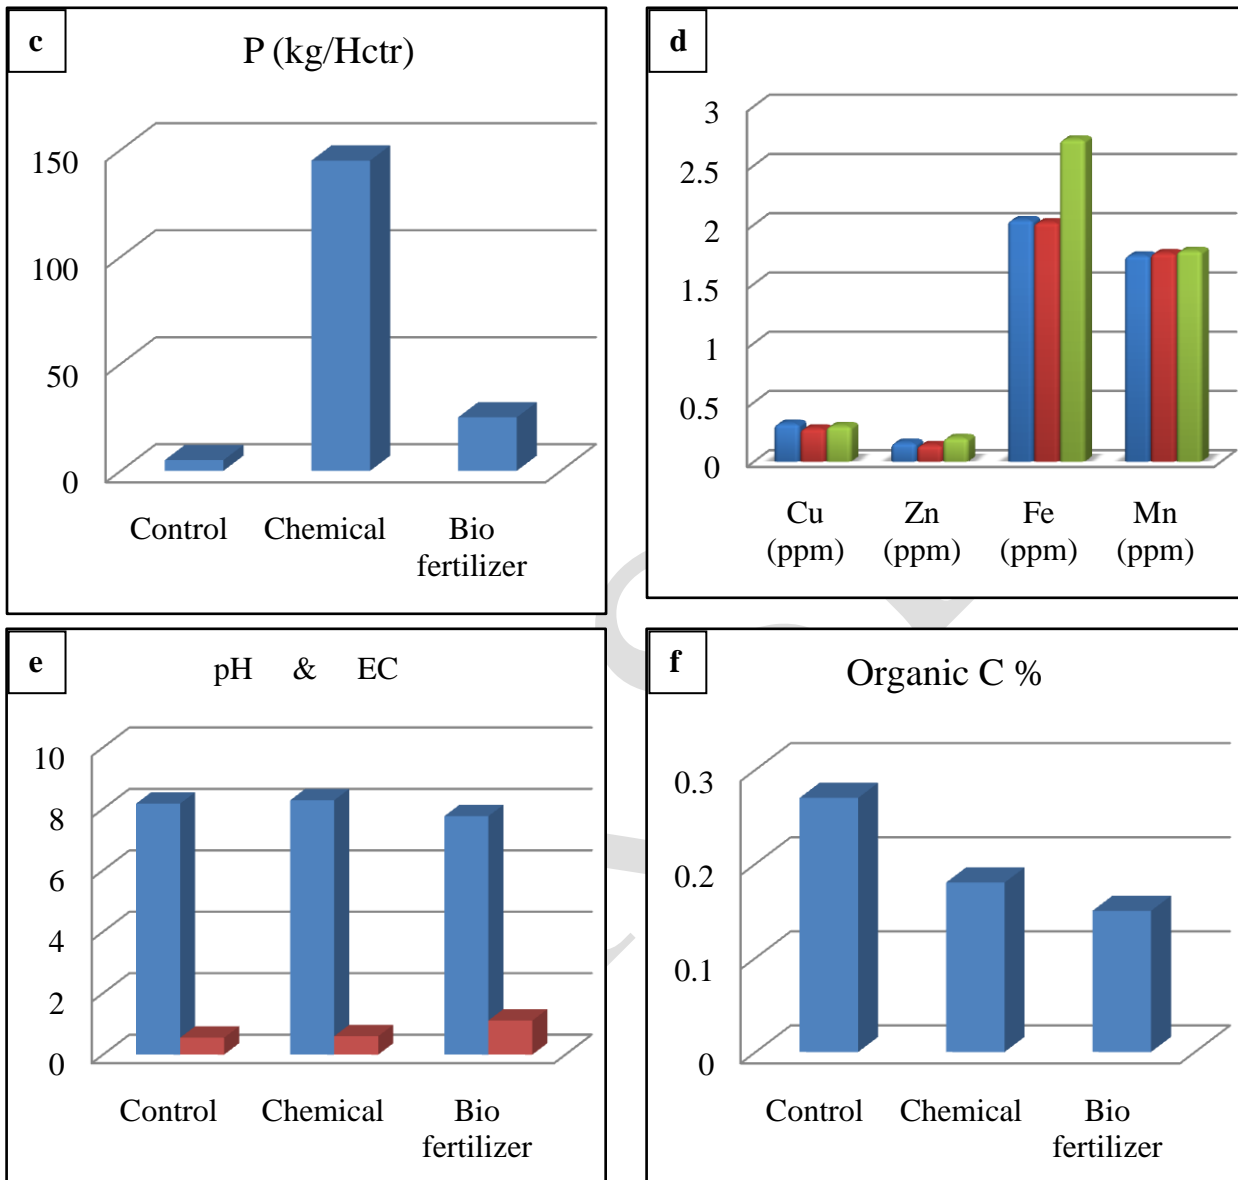 c
P (kg/Hctr)
150
100
50
0
Control Chemical Bio
fertilizer
d
3
2.5
2
1.5
1
0.5
0
Cu Zn Fe Mn
(ppm) (ppm) (ppm) (ppm)
e
pH & EC
10
8
6
4
2
0
Control Chemical Bio
fertilizer
f
Organic C %
0.3
0.2
0.1
0
Control Chemical Bio
fertilizer